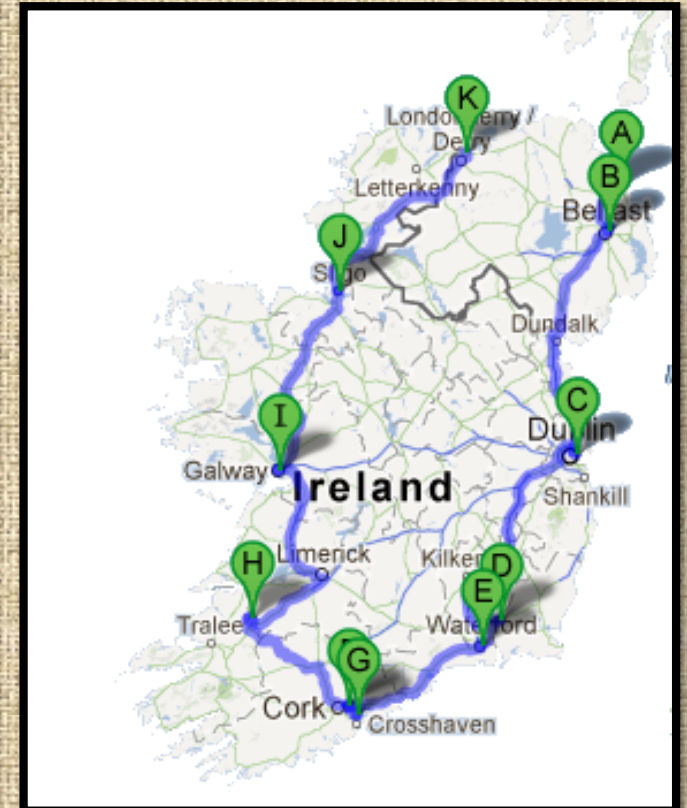 K
Londonderry /
Derry
A
Letterkenny
B
Belfast
J
Sligo
Dundalk
C
Dublin
I
Galway
Ireland
Shankill
H
Limerick
D
E
Tralee
Waterford
G
Cork
Crosshaven